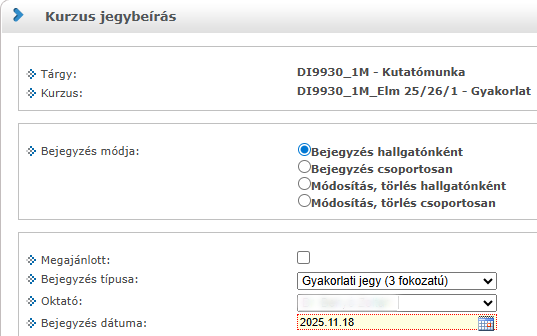 Kurzus jegybeírás
Tárgy: DI9930_1M - Kutatómunka
Kurzus: DI9930_1M_Elm 25/26/1 - Gyakorlat
Bejegyzés módja: Bejegyzés hallgatónként
Bejegyzés csoportosan
Módosítás, törlés hallgatónként
Módosítás, törlés csoportosan
Megajánlott:
Bejegyzés típusa: Gyakorlati jegy (3 fokozatú)
Oktató:
Bejegyzés dátuma: 2025.11.18